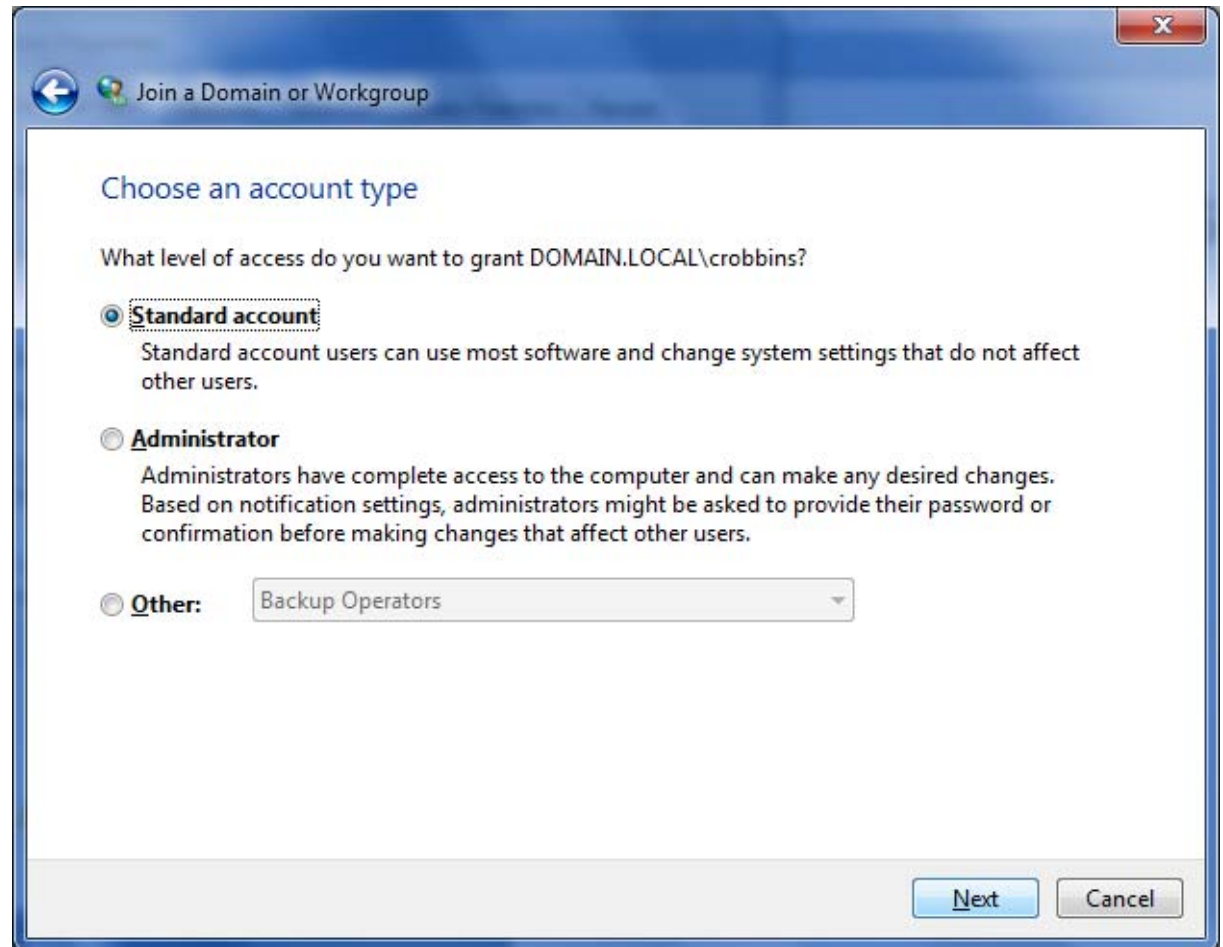 Join a Domain or Workgroup
Choose an account type
What level of access do you want to grant DOMAIN.LOCAL\crobbins?
Standard account
Standard account users can use most software and change system settings that do not affect
other users.
Administrator
Administrators have complete access to the computer and can make any desired changes.
Based on notification settings, administrators might be asked to provide their password or
confirmation before making changes that affect other users.
Other: Backup Operators
Next Cancel